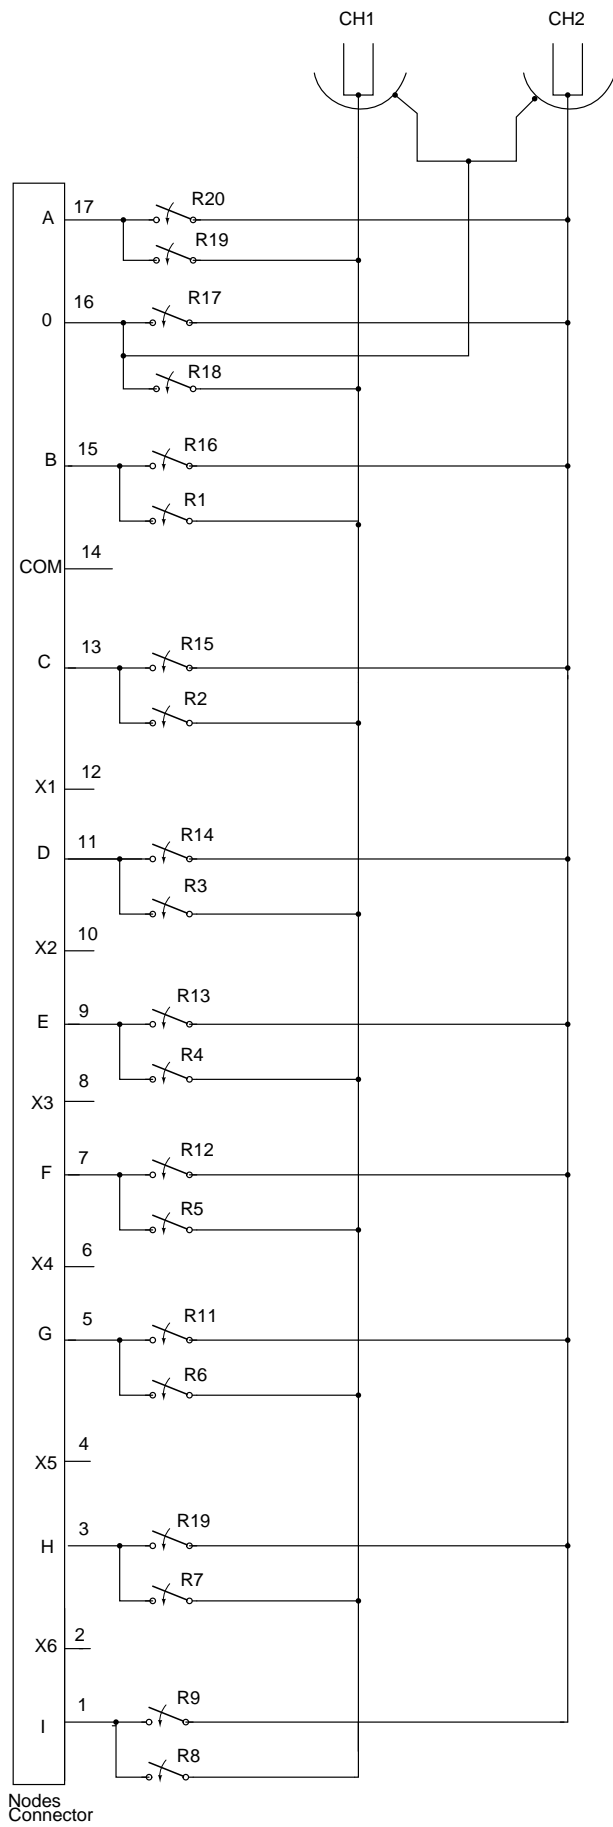 CH1 CH2
A 17 R20
R19
0 16 R17
R18
B 15 R16
R1
COM 14
C 13 R15
R2
X1 12
D 11 R14
R3
X2 10
E 9 R13
R4
X3 8
F 7 R12
R5
X4 6
G 5 R11
R6
X5 4
H 3 R19
R7
X6 2
I 1 R9
R8
Nodes
Connector